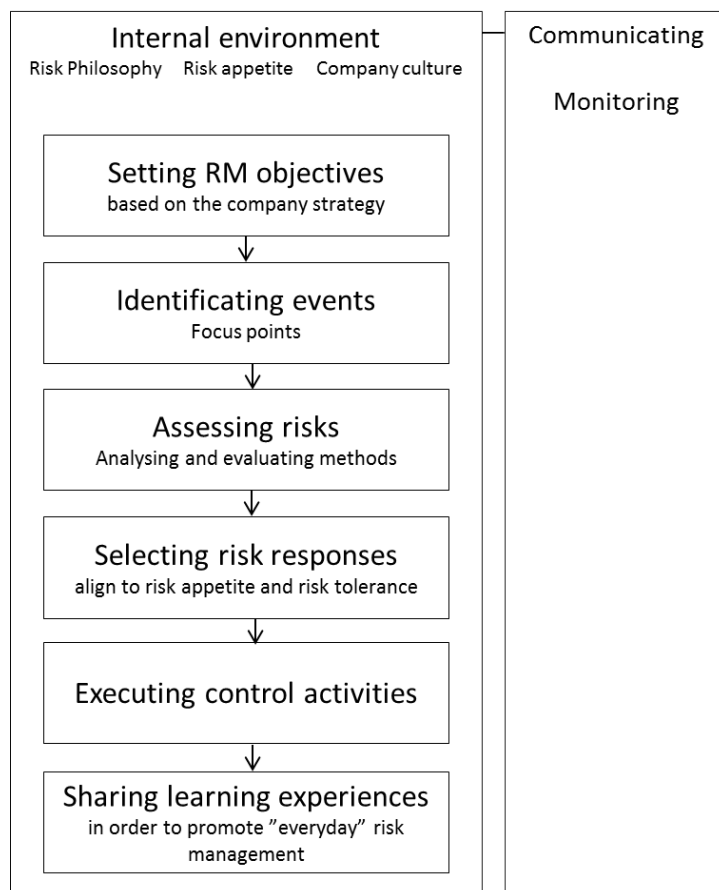 Internal environment
Risk Philosophy Risk appetite Company culture
Setting RM objectives
based on the company strategy
Identificating events
Focus points
Assessing risks
Analysing and evaluating methods
Selecting risk responses
align to risk appetite and risk tolerance
Executing control activities
Sharing learning experiences
in order to promote ”everyday” risk
management
Communicating
Monitoring